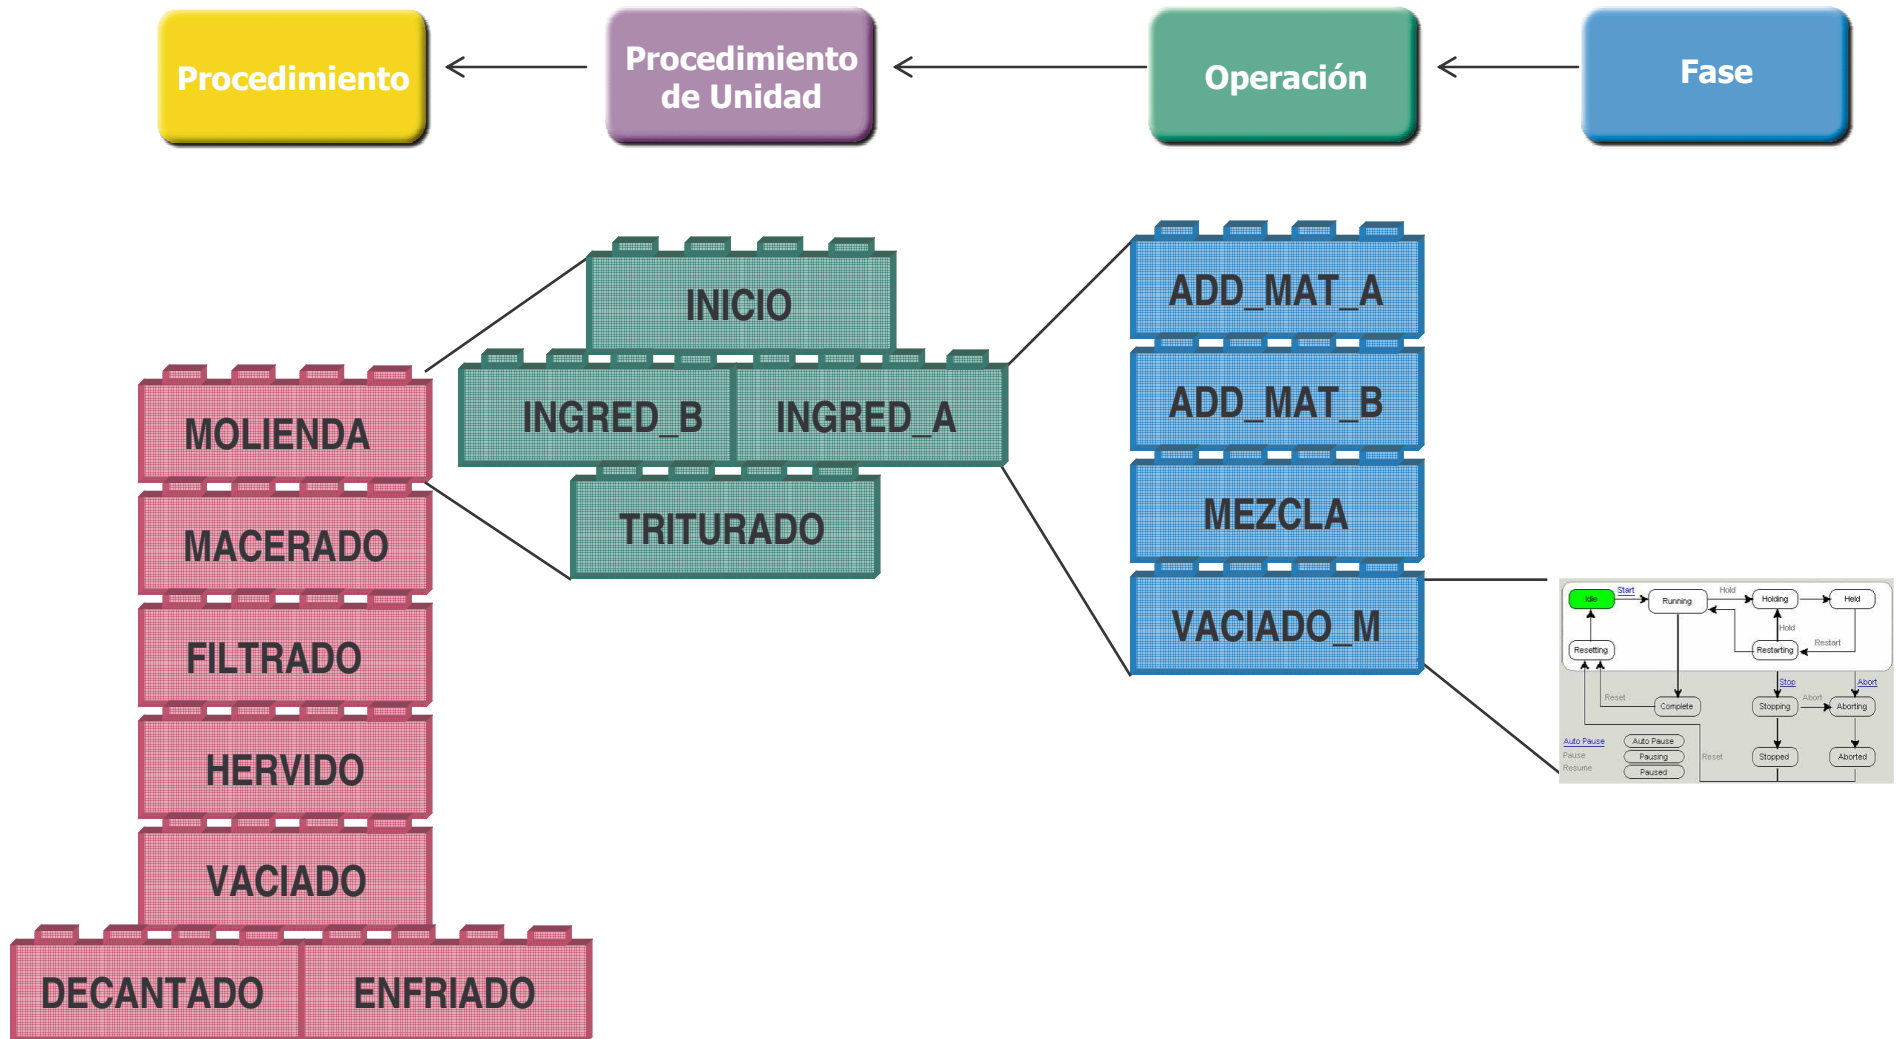 Procedimiento
Procedimiento
de Unidad
Operación
Fase
MOLIENDA
MACERADO
FILTRADO
HERVIDO
VACIADO
DECANTADO
ENFRIADO
INICIO
INGRED_B
INGRED_A
TRITURADO
ADD_MAT_A
ADD_MAT_B
MEZCLA
VACIADO_M
Idle
Start
Running
Hold
Holding
Held
Hold
Resetting
Restarting
Restart
Reset
Complete
Stop
Abort
Stopping
Abort
Aborting
Auto Pause
Pause
Resume
Auto Pause
Pausing
Paused
Reset
Stopped
Aborted